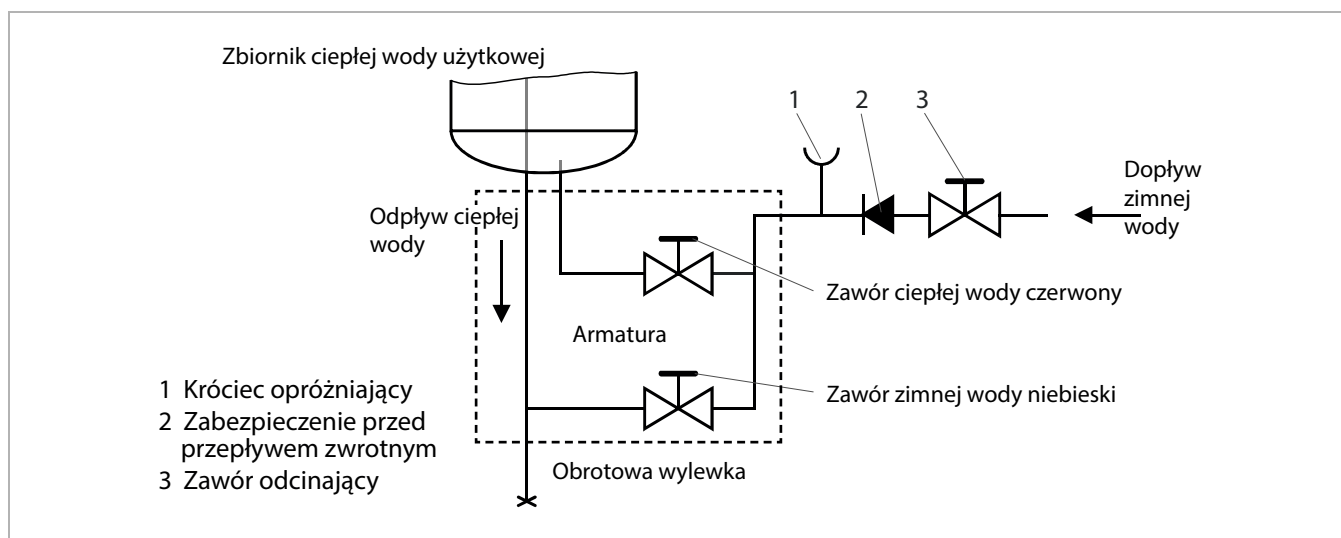 Zbiornik ciepłej wody użytkowej
1
2
3
Dopływ
zimnej
wody
Odpływ ciepłej
wody
Zawór ciepłej wody czerwony
Armatura
Zawór zimnej wody niebieski
1 Króciec opróżniający
2 Zabezpieczenie przed
przepływem zwrotnym
3 Zawór odcinający
Obrotowa wylewka